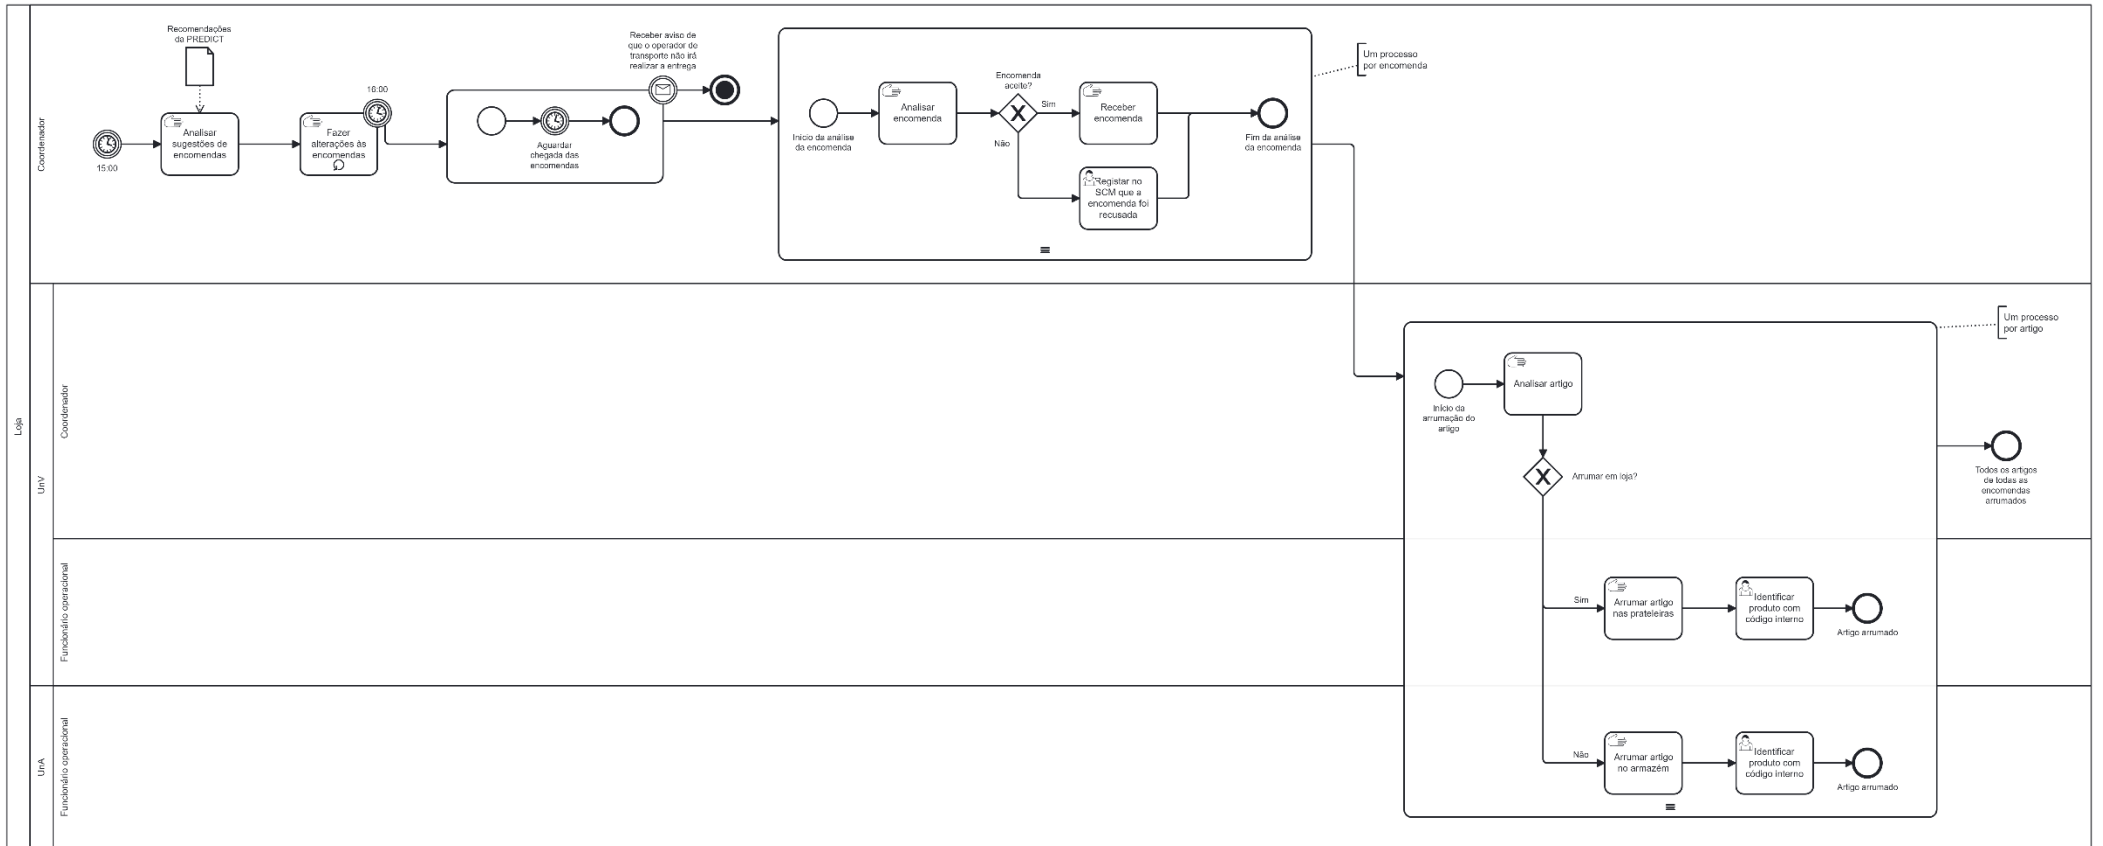 Loja
Coordenador
Recomendações
da PREDICT
15:00
Analisar
sugestões de
encomendas
Fazer
alterações às
encomendas
16:00
Aguardar
chegada das
encomendas
Receber aviso de
que o operador de
transporte não irá
realizar a entrega
Início da análise
da encomenda
Analisar
encomenda
Encomenda
aceite?
Sim
Não
Receber
encomenda
Registar no
SCM que a
encomenda foi
recusada
Fim da análise
da encomenda
Um processo
por encomenda
UnV
Coordenador
Início da
arrumação do
artigo
Analisar artigo
Arrumar em loja?
Um processo
por artigo
Todos os artigos
de todas as
encomendas
arrumados
Funcionário operacional
Sim
Arrumar artigo
nas prateleiras
Identificar
produto com
código interno
Artigo arrumado
UnA
Funcionário operacional
Não
Arrumar artigo
no armazém
Identificar
produto com
código interno
Artigo arrumado